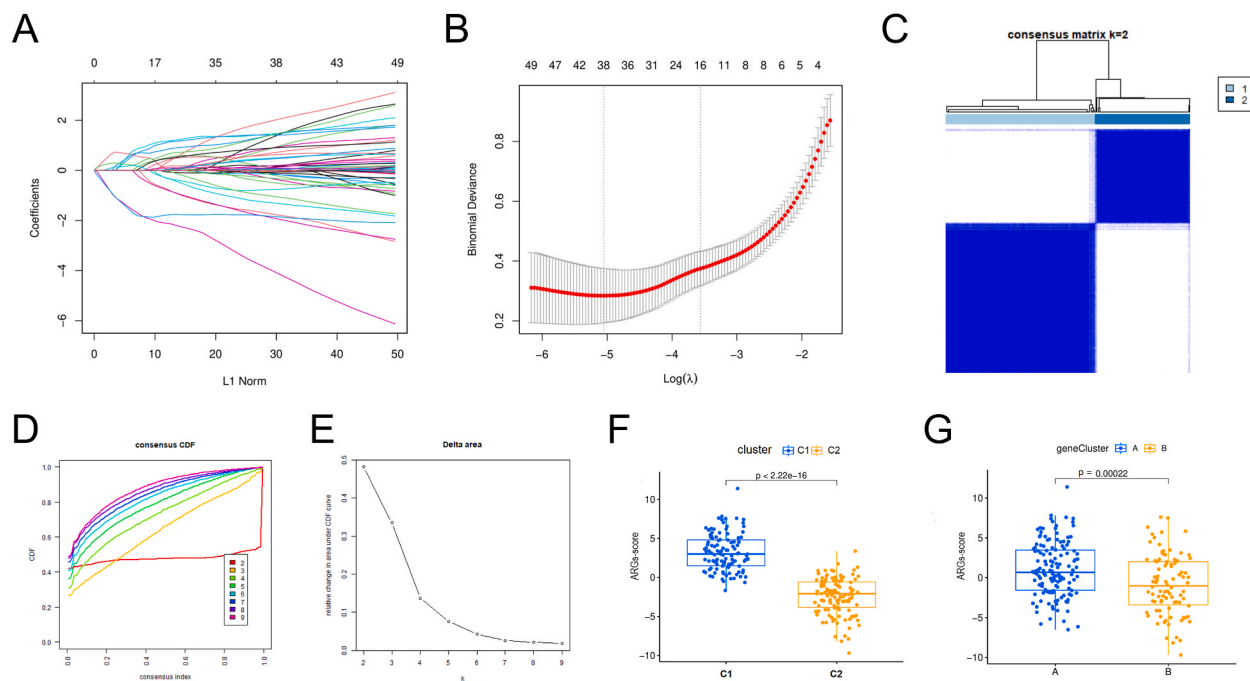 A
0 17 35 38 43 49
2
0
−2
−4
−6
Coefficients
0 10 20 30 40 50
L1 Norm
B
49 47 42 38 36 31 24 16 11 8 8 6 5 4
0.8
0.6
0.4
0.2
Binomial Deviance
−6 −5 −4 −3 −2
Log(λ)
C
consensus matrix k=2
1
2
D
consensus CDF
1.0
0.8
0.6
0.4
0.2
0.0
CDF
2
3
4
5
6
7
8
9
0.0 0.2 0.4 0.6 0.8 1.0
consensus index
E
Delta area
0.5
0.4
0.3
0.2
0.1
0.0
relative change in area under CDF curve
2 3 4 5 6 7 8 9
k
F
cluster C1 C2
p < 2.22e−16
10
5
0
−5
−10
ARGs-score
C1 C2
G
geneCluster A B
p = 0.00022
10
5
0
−5
−10
ARGs-score
A B